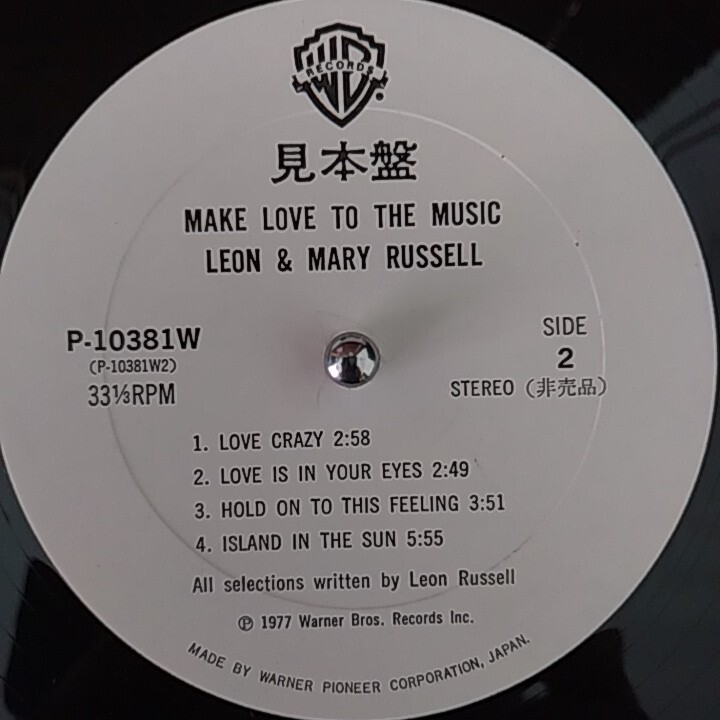 WB
RECORDS
見本盤
MAKE LOVE TO THE MUSIC
LEON & MARY RUSSELL
P-10381W
(P-10381W2)
33⅓RPM
SIDE
2
STEREO (非売品)
1. LOVE CRAZY 2:58
2. LOVE IS IN YOUR EYES 2:49
3. HOLD ON TO THIS FEELING 3:51
4. ISLAND IN THE SUN 5:55
All selections written by Leon Russell
℗ 1977 Warner Bros. Records Inc.
MADE BY WARNER PIONEER CORPORATION, JAPAN.